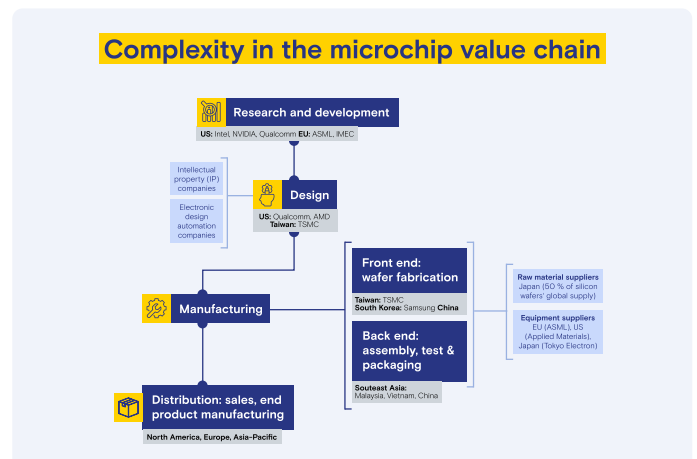 Complexity in the microchip value chain
Research and development
US: Intel, NVIDIA, Qualcomm EU: ASML, IMEC
Intellectual
property (IP)
companies
Electronic
design
automation
companies
Design
US: Qualcomm, AMD
Taiwan: TSMC
Manufacturing
Front end:
wafer fabrication
Taiwan: TSMC
South Korea: Samsung China
Back end:
assembly, test &
packaging
Souteast Asia:
Malaysia, Vietnam, China
Raw material suppliers
Japan (50 % of silicon
wafers' global supply)
Equipment suppliers
EU (ASML), US
(Applied Materials),
Japan (Tokyo Electron)
Distribution: sales, end
product manufacturing
North America, Europe, Asia-Pacific